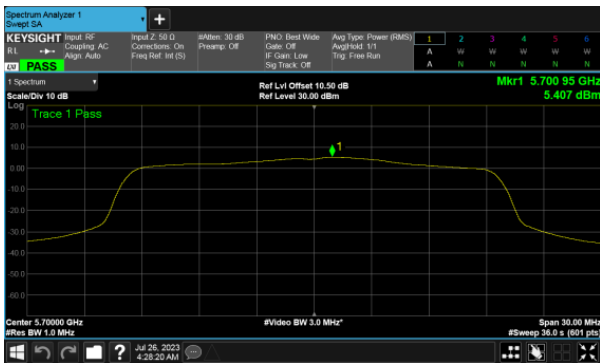 Spectrum Analyzer 1
Swept SA
+
KEYSIGHT Input: RF Input Z: 50 Ω #Atten: 30 dB PNO: Best Wide Avg Type: Power (RMS) 1 2 3 4 5 6
RL Coupling: AC Corrections: On Preamp: Off Gate: Off Avg|Hold: 1/1 A W W W W W
Align: Auto Freq Ref: Int (S) IF Gain: Low Trig: Free Run
LXI PASS Sig Track: Off A N N N N N
1 Spectrum Ref Lvl Offset 10.50 dB Mkr1 5.700 95 GHz
Scale/Div 10 dB Ref Level 30.00 dBm 5.407 dBm
Log
Trace 1 Pass
20.0
10.0
1
0.00
-10.0
-20.0
-30.0
-40.0
-50.0
-60.0
Center 5.70000 GHz #Video BW 3.0 MHz* Span 30.00 MHz
#Res BW 1.0 MHz #Sweep 36.0 s (601 pts)
? Jul 26, 2023
4:28:20 AM